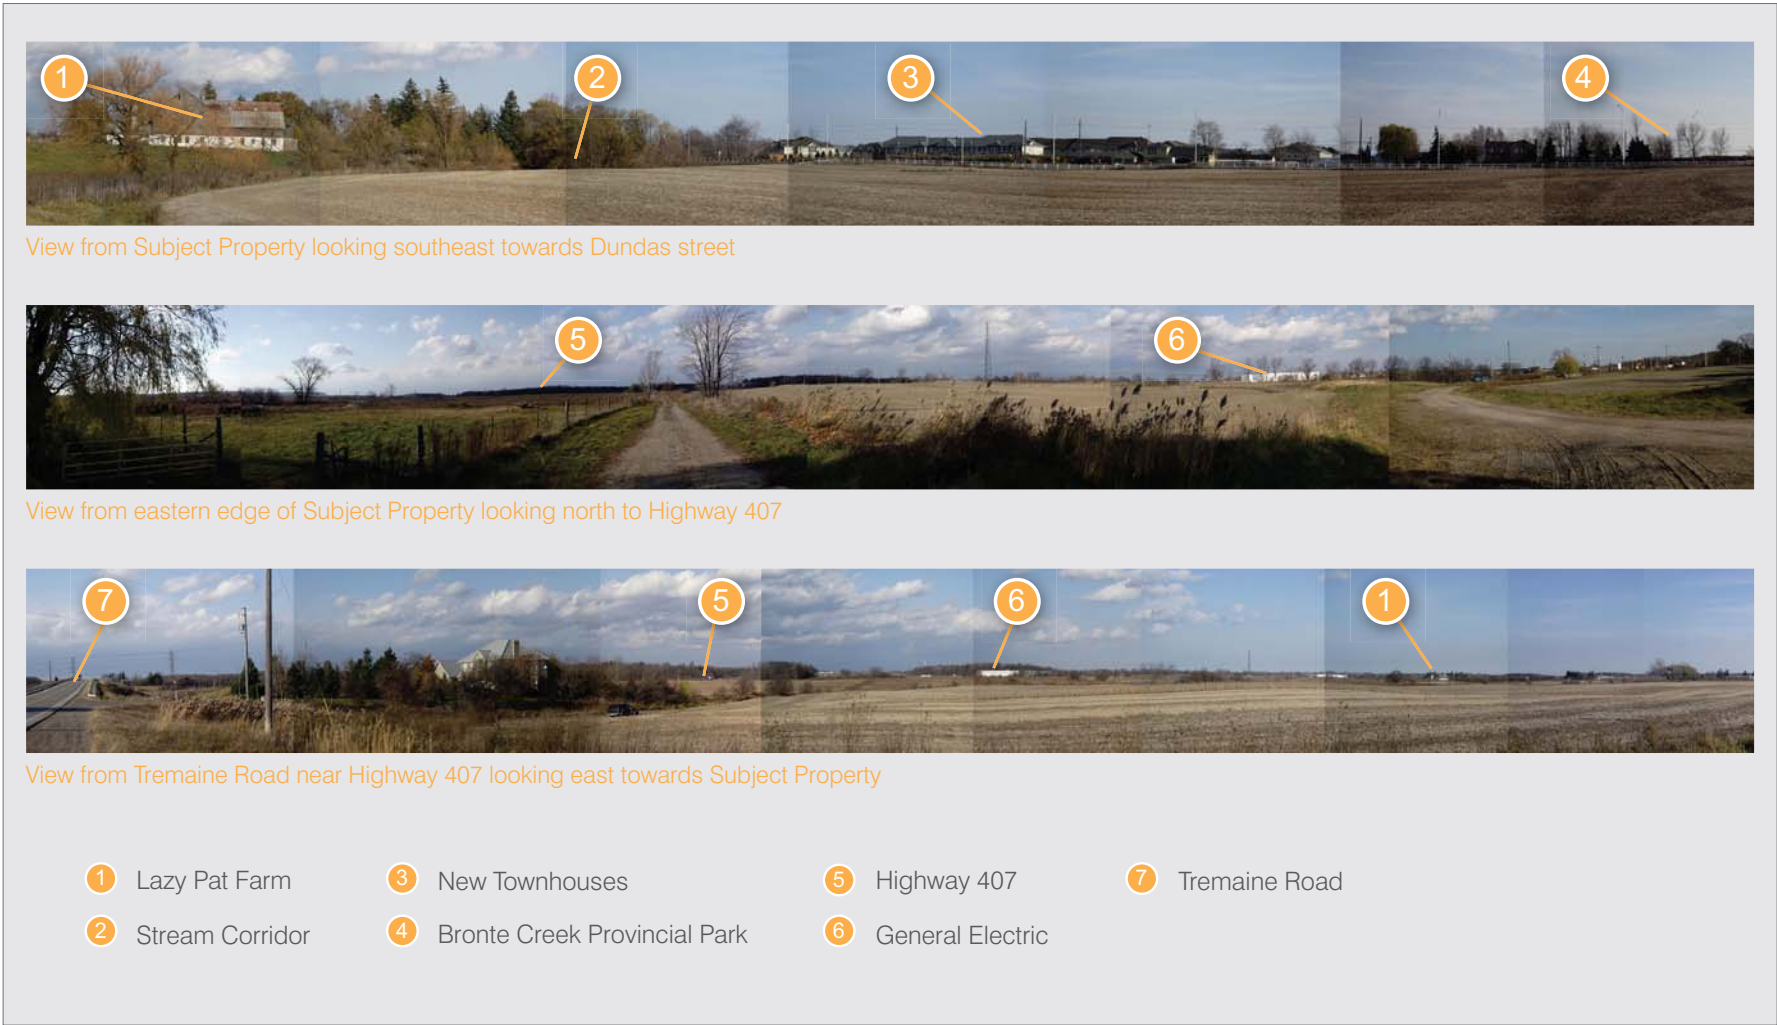 1
2
3
4
View from Subject Property looking southeast towards Dundas street
5
6
View from eastern edge of Subject Property looking north to Highway 407
7
5
6
1
View from Tremaine Road near Highway 407 looking east towards Subject Property
1 Lazy Pat Farm
3 New Townhouses
5 Highway 407
7 Tremaine Road
2 Stream Corridor
4 Bronte Creek Provincial Park
6 General Electric